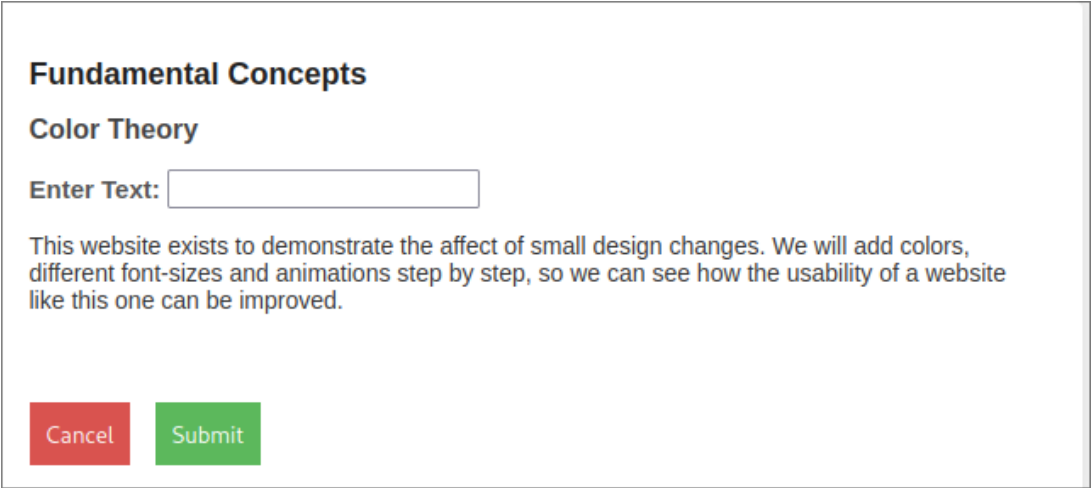 Fundamental Concepts
Color Theory
Enter Text:
This website exists to demonstrate the affect of small design changes. We will add colors,
different font-sizes and animations step by step, so we can see how the usability of a website
like this one can be improved.
Cancel Submit